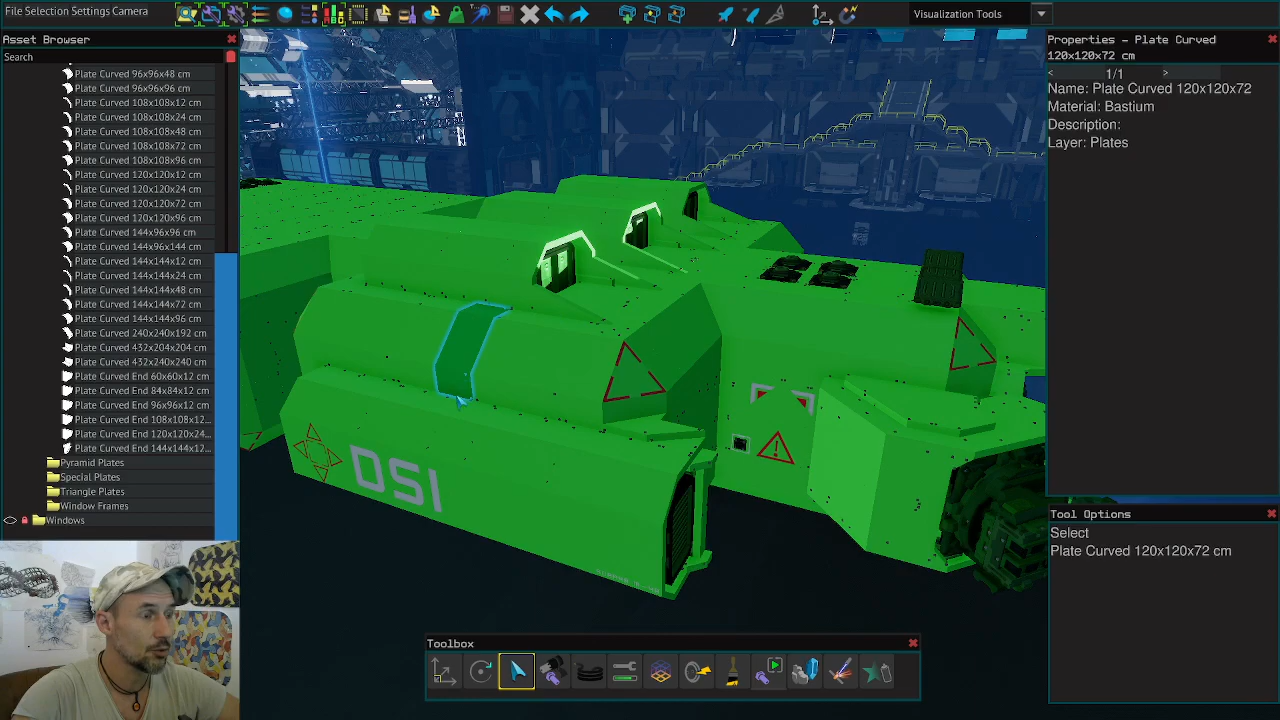 File Selection Settings Camera
Visualization Tools
Asset Browser
Search
Plate Curved 96x96x48 cm
Plate Curved 96x96x96 cm
Plate Curved 108x108x12 cm
Plate Curved 108x108x24 cm
Plate Curved 108x108x48 cm
Plate Curved 108x108x72 cm
Plate Curved 108x108x96 cm
Plate Curved 120x120x12 cm
Plate Curved 120x120x24 cm
Plate Curved 120x120x72 cm
Plate Curved 120x120x96 cm
Plate Curved 144x96x96 cm
Plate Curved 144x96x144 cm
Plate Curved 144x144x12 cm
Plate Curved 144x144x24 cm
Plate Curved 144x144x48 cm
Plate Curved 144x144x72 cm
Plate Curved 144x144x96 cm
Plate Curved 240x240x192 cm
Plate Curved 432x204x204 cm
Plate Curved 432x240x240 cm
Plate Curved End 60x60x12 cm
Plate Curved End 84x84x12 cm
Plate Curved End 96x96x12 cm
Plate Curved End 108x108x12...
Plate Curved End 120x120x24...
Plate Curved End 144x144x12...
Pyramid Plates
Special Plates
Triangle Plates
Window Frames
Windows
Properties - Plate Curved
120x120x72 cm
< 1/1 >
Name: Plate Curved 120x120x72
Material: Bastium
Description:
Layer: Plates
DSI
!
Tool Options
Select
Plate Curved 120x120x72 cm
Toolbox